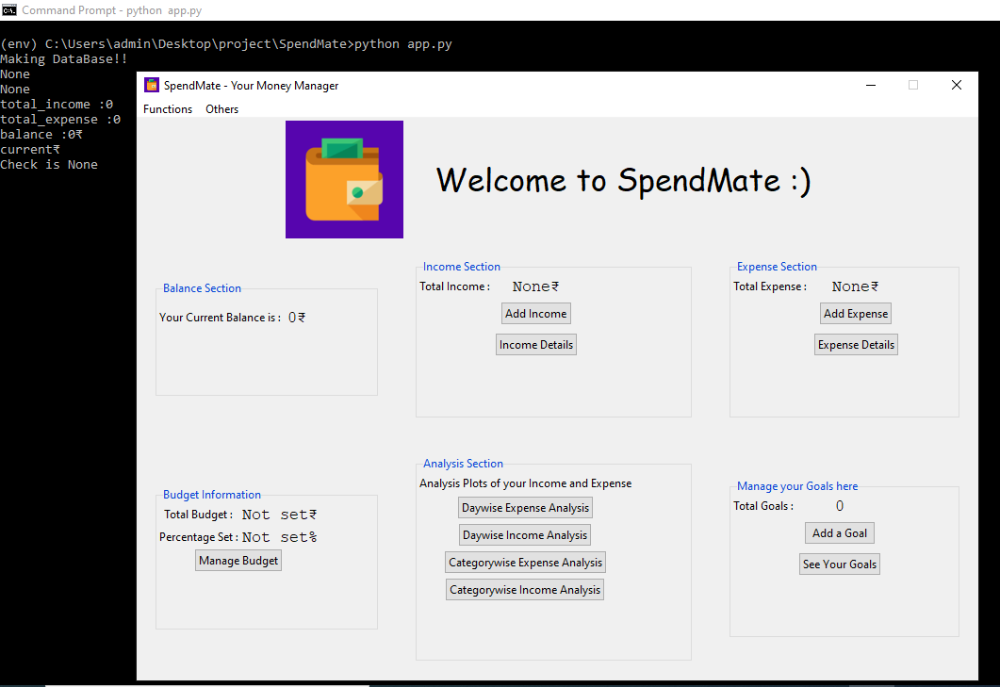 Command Prompt - python  app.py
(env) C:\Users\admin\Desktop\project\SpendMate>python app.py
Making DataBase!!
None
None
total_income :0
total_expense :0
balance :0₹
current₹
Check is None
SpendMate - Your Money Manager
Functions Others
Welcome to SpendMate :)
Balance Section
Your Current Balance is : 0₹
Income Section
Total Income : None₹
Add Income
Income Details
Expense Section
Total Expense : None₹
Add Expense
Expense Details
Budget Information
Total Budget : Not set₹
Percentage Set : Not set%
Manage Budget
Analysis Section
Analysis Plots of your Income and Expense
Daywise Expense Analysis
Daywise Income Analysis
Categorywise Expense Analysis
Categorywise Income Analysis
Manage your Goals here
Total Goals : 0
Add a Goal
See Your Goals